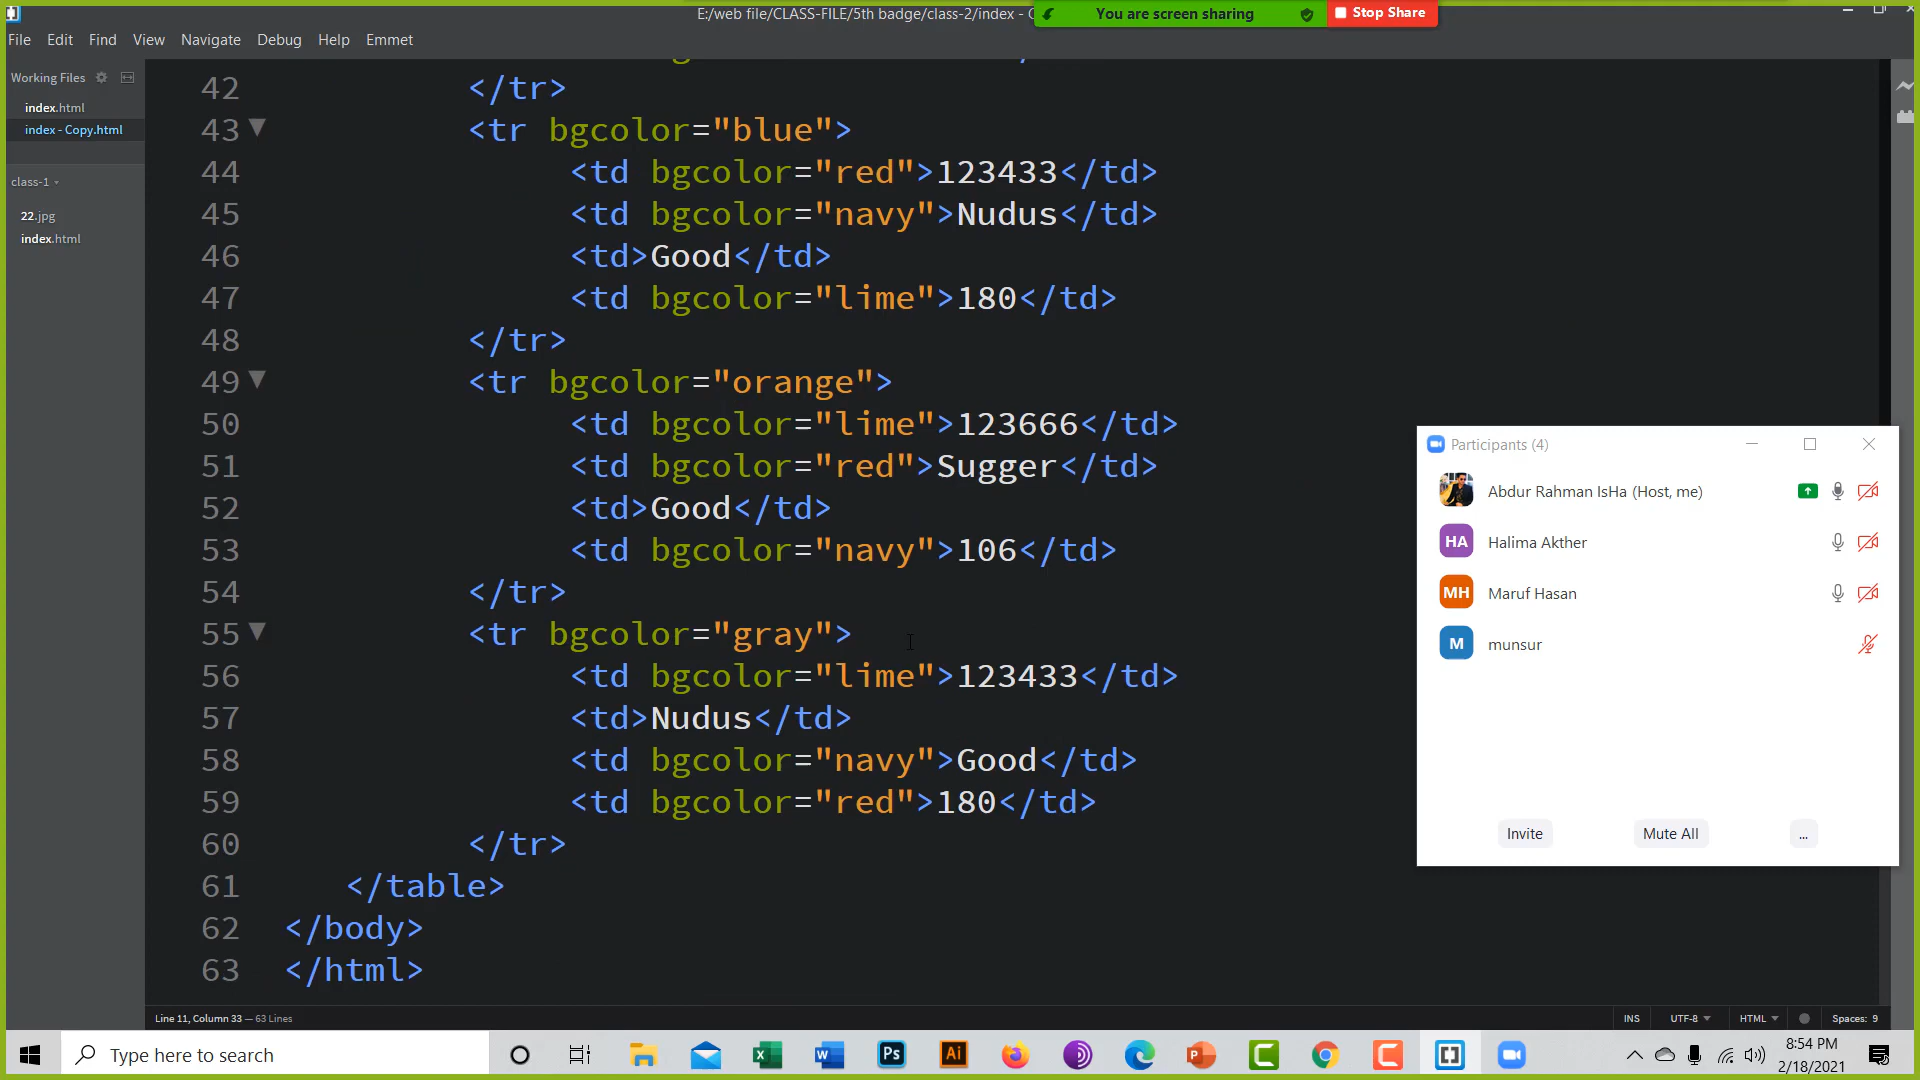 E:/web file/CLASS-FILE/5th badge/class-2/index - C
You are screen sharing
Stop Share
File Edit Find View Navigate Debug Help Emmet
Working Files
index.html
index - Copy.html
class-1
22.jpg
index.html
42 </tr>
43 <tr bgcolor="blue">
44 <td bgcolor="red">123433</td>
45 <td bgcolor="navy">Nudus</td>
46 <td>Good</td>
47 <td bgcolor="lime">180</td>
48 </tr>
49 <tr bgcolor="orange">
50 <td bgcolor="lime">123666</td>
51 <td bgcolor="red">Sugger</td>
52 <td>Good</td>
53 <td bgcolor="navy">106</td>
54 </tr>
55 <tr bgcolor="gray">
56 <td bgcolor="lime">123433</td>
57 <td>Nudus</td>
58 <td bgcolor="navy">Good</td>
59 <td bgcolor="red">180</td>
60 </tr>
61 </table>
62 </body>
63 </html>
Participants (4)
Abdur Rahman IsHa (Host, me)
HA Halima Akther
MH Maruf Hasan
M munsur
Invite Mute All ...
Line 11, Column 33 — 63 Lines
INS UTF-8 HTML Spaces: 9
Type here to search
8:54 PM
2/18/2021